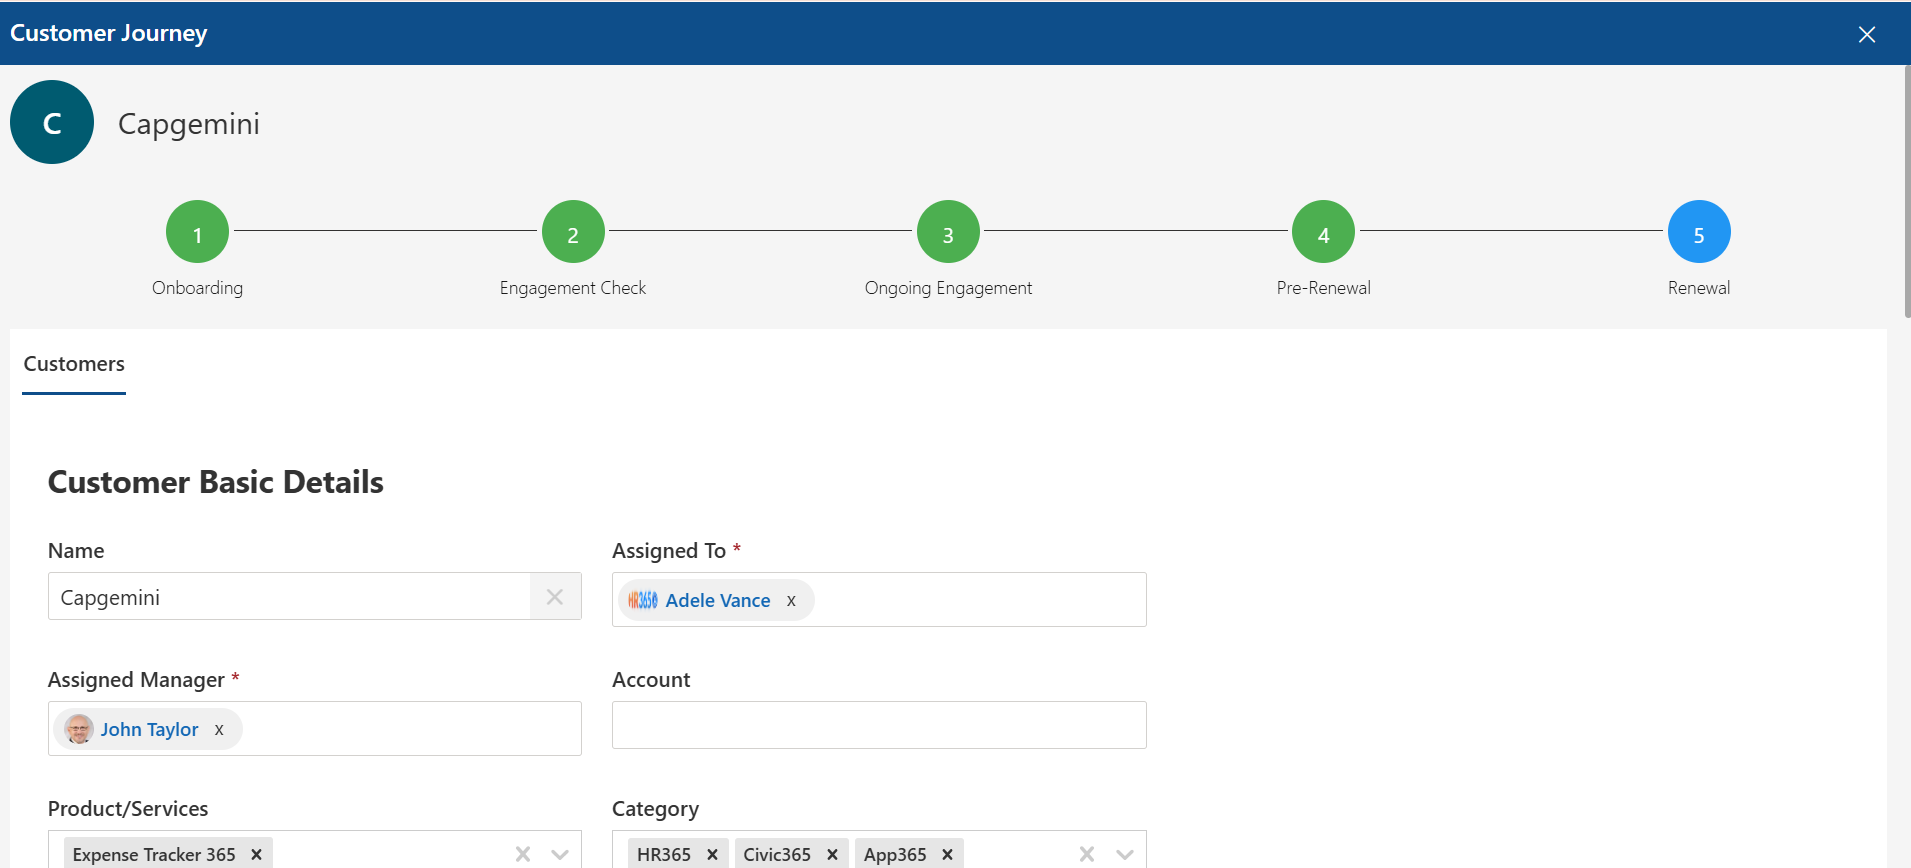 Customer Journey
C
Capgemini
1 2 3 4 5
Onboarding Engagement Check Ongoing Engagement Pre-Renewal Renewal
Customers
Customer Basic Details
Name Assigned To *
Capgemini HR365 Adele Vance x
Assigned Manager * Account
John Taylor x
Product/Services Category
Expense Tracker 365 HR365 Civic365 App365